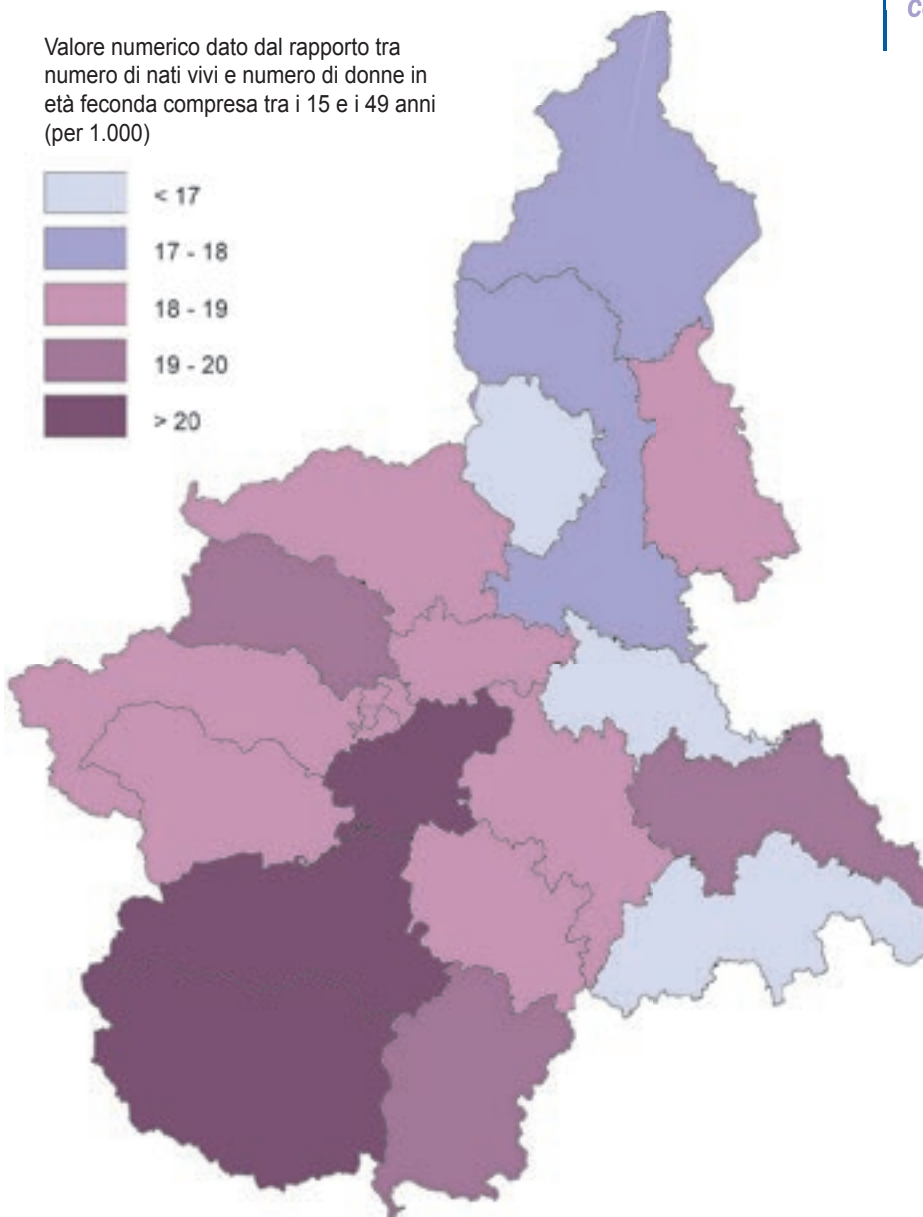 Valore numerico dato dal rapporto tra
numero di nati vivi e numero di donne in
età feconda compresa tra i 15 e i 49 anni
(per 1.000)
< 17
17 - 18
18 - 19
19 - 20
> 20